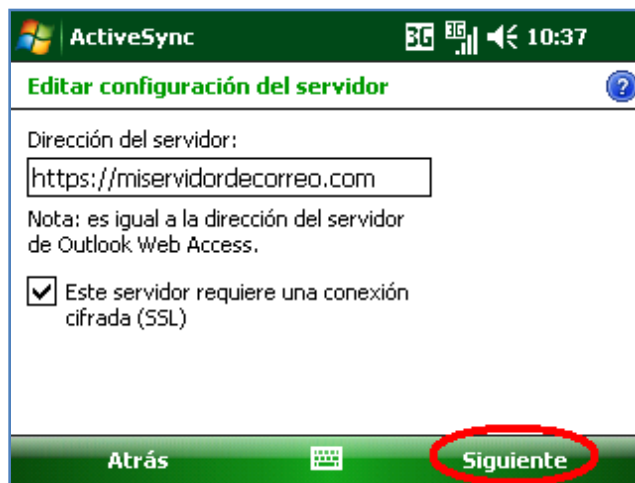 ActiveSync 3G 3G 10:37
Editar configuración del servidor ?
Dirección del servidor:
https://miservidordecorreo.com
Nota: es igual a la dirección del servidor
de Outlook Web Access.
Este servidor requiere una conexión
cifrada (SSL)
Atrás Siguiente